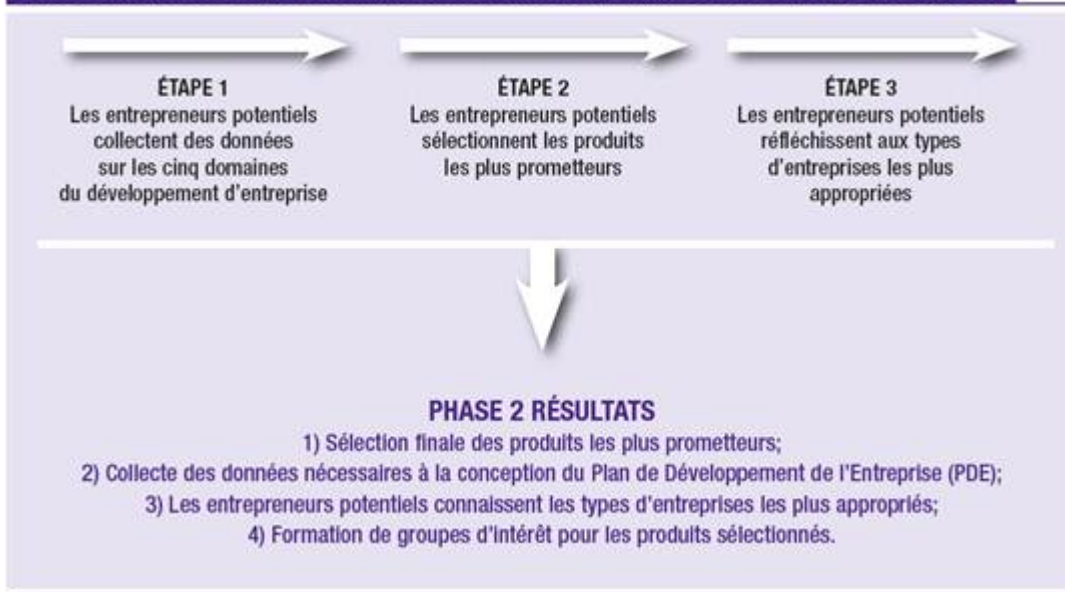 ÉTAPE 1
Les entrepreneurs potentiels
collectent des données
sur les cinq domaines
du développement d'entreprise
ÉTAPE 2
Les entrepreneurs potentiels
sélectionnent les produits
les plus prometteurs
ÉTAPE 3
Les entrepreneurs potentiels
réfléchissent aux types
d'entreprises les plus
appropriées
PHASE 2 RÉSULTATS
1) Sélection finale des produits les plus prometteurs;
2) Collecte des données nécessaires à la conception du Plan de Développement de l'Entreprise (PDE);
3) Les entrepreneurs potentiels connaissent les types d'entreprises les plus appropriés;
4) Formation de groupes d'intérêt pour les produits sélectionnés.